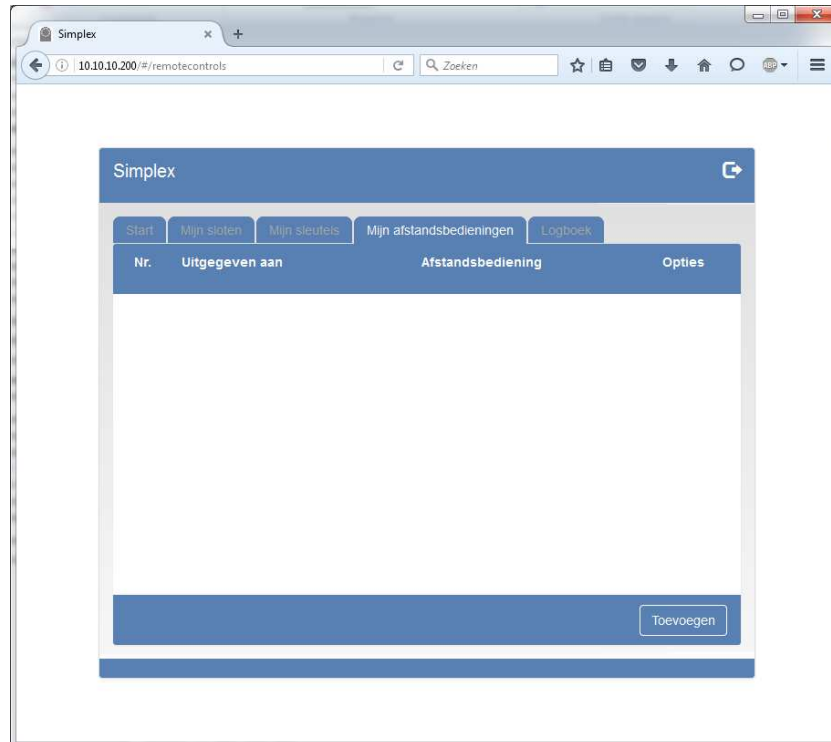 Simplex
10.10.10.200/#/remotecontrols
Zoeken
ABP
Simplex
Start Mijn sloten Mijn sleutels Mijn afstandsbedieningen Logboek
Nr. Uitgegeven aan Afstandsbediening Opties
Toevoegen